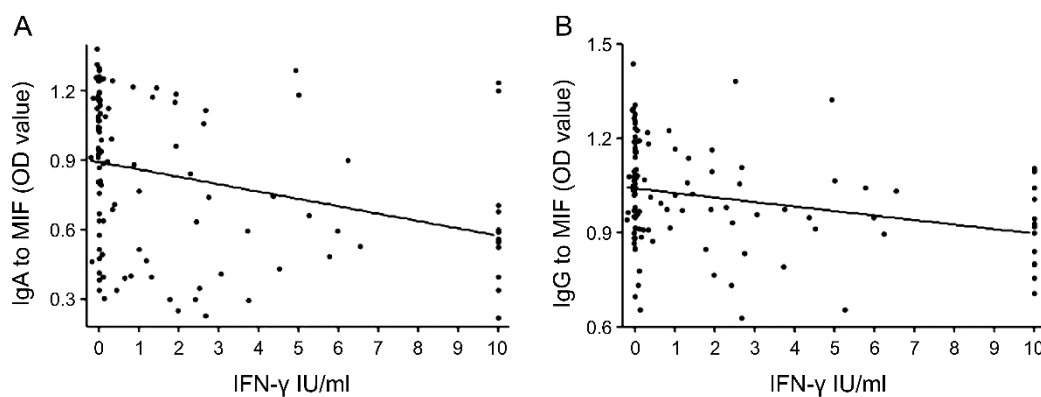 A
IgA to MIF (OD value)
1.2
0.9
0.6
0.3
0 1 2 3 4 5 6 7 8 9 10
IFN-γ IU/ml
B
IgG to MIF (OD value)
1.5
1.2
0.9
0.6
0 1 2 3 4 5 6 7 8 9 10
IFN-γ IU/ml